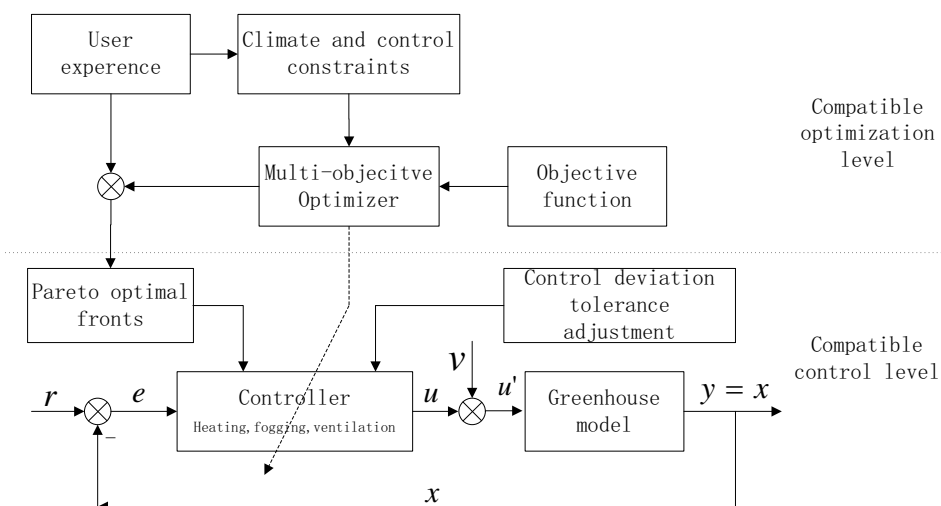 User
experence
Climate and control
constraints
Compatible
optimization
level
Multi-objecitve
Optimizer
Objective
function
Pareto optimal
fronts
Control deviation
tolerance
adjustment
Compatible
control level
r
e
Controller
Heating,fogging,ventilation
u
v
u'
Greenhouse
model
y = x
−
x